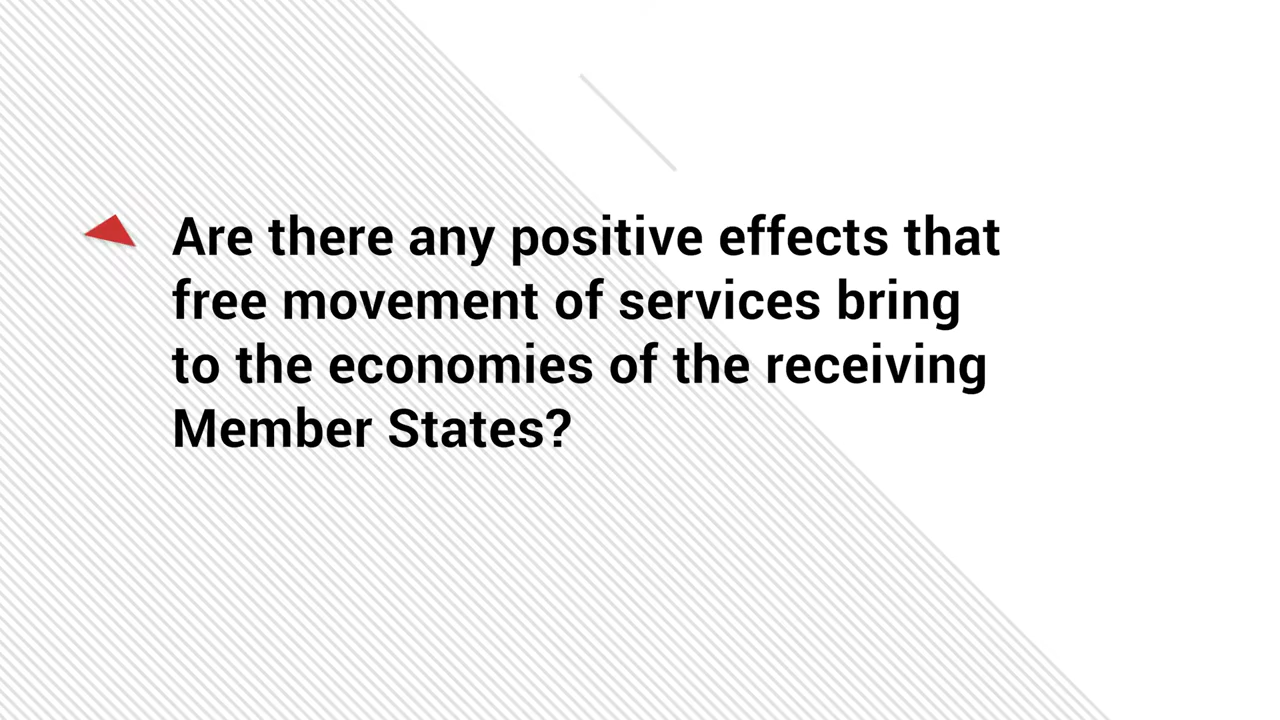 Are there any positive effects that
free movement of services bring
to the economies of the receiving
Member States?